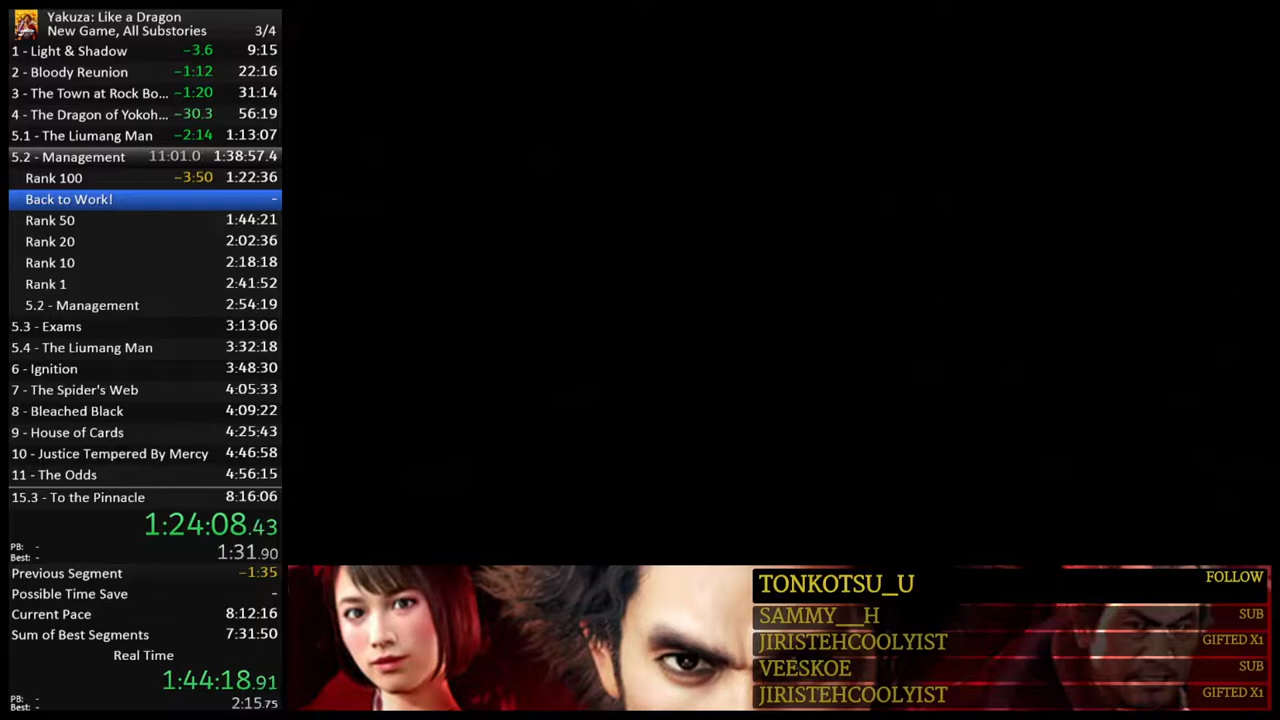 Yakuza: Like a Dragon
New Game, All Substories 3/4
1 - Light & Shadow -3.6 9:15
2 - Bloody Reunion -1:12 22:16
3 - The Town at Rock Bo... -1:20 31:14
4 - The Dragon of Yokoh... -30.3 56:19
5.1 - The Liumang Man -2:14 1:13:07
5.2 - Management 11:01.0 1:38:57.4
Rank 100 -3:50 1:22:36
Back to Work! -
Rank 50 1:44:21
Rank 20 2:02:36
Rank 10 2:18:18
Rank 1 2:41:52
5.2 - Management 2:54:19
5.3 - Exams 3:13:06
5.4 - The Liumang Man 3:32:18
6 - Ignition 3:48:30
7 - The Spider's Web 4:05:33
8 - Bleached Black 4:09:22
9 - House of Cards 4:25:43
10 - Justice Tempered By Mercy 4:46:58
11 - The Odds 4:56:15
15.3 - To the Pinnacle 8:16:06
1:24:08.43
PB: -
Best: - 1:31.90
Previous Segment -1:35
Possible Time Save -
Current Pace 8:12:16
Sum of Best Segments 7:31:50
Real Time
1:44:18.91
PB: -
Best: - 2:15.75
TONKOTSU_U FOLLOW
SAMMY__H SUB
JIRISTEHCOOLYIST GIFTED X1
VEESKOE SUB
JIRISTEHCOOLYIST GIFTED X1